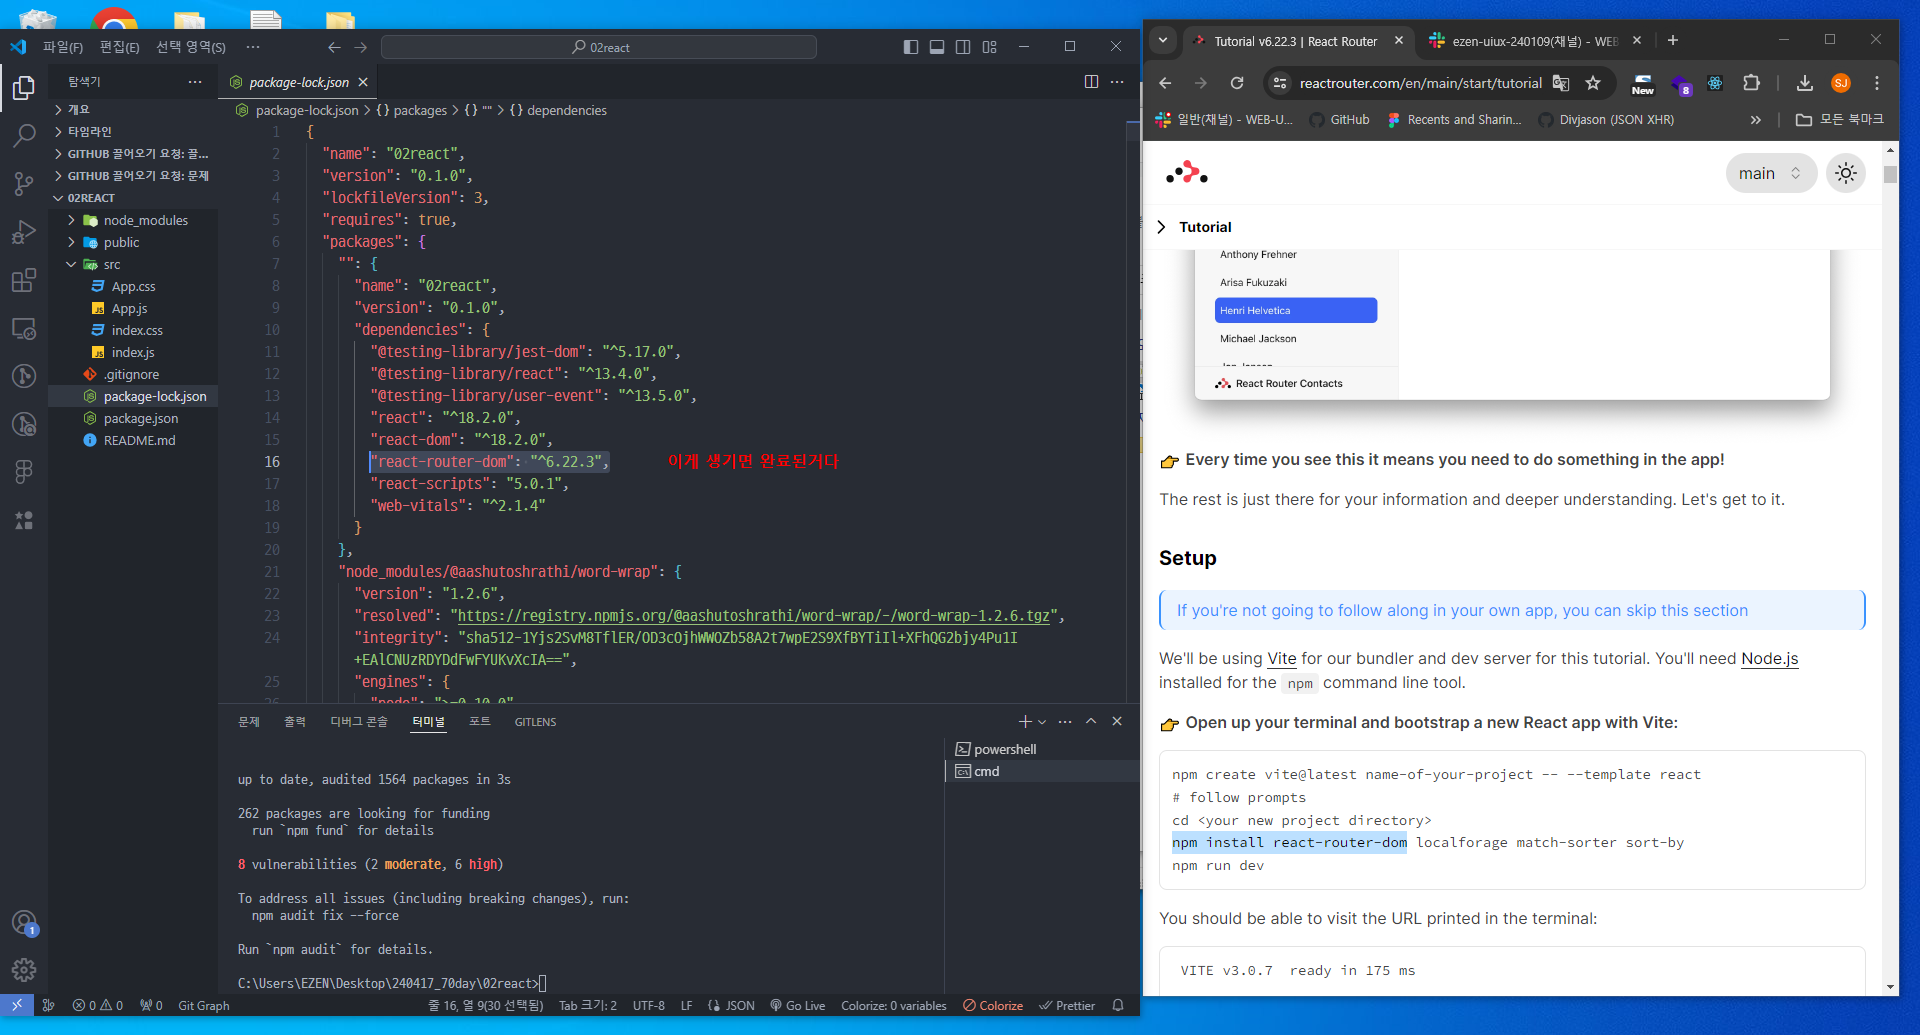 파일(F) 편집(E) 선택 영역(S) ··· 02react
탐색기 ···
개요
타임라인
GITHUB 끌어오기 요청: 끌...
GITHUB 끌어오기 요청: 문제
02REACT
node_modules
public
src
App.css
App.js
index.css
index.js
.gitignore
package-lock.json
package.json
README.md
1
package-lock.json
package-lock.json > {} packages > {} "" > {} dependencies
1 {
2 "name": "02react",
3 "version": "0.1.0",
4 "lockfileVersion": 3,
5 "requires": true,
6 "packages": {
7 "": {
8 "name": "02react",
9 "version": "0.1.0",
10 "dependencies": {
11 "@testing-library/jest-dom": "^5.17.0",
12 "@testing-library/react": "^13.4.0",
13 "@testing-library/user-event": "^13.5.0",
14 "react": "^18.2.0",
15 "react-dom": "^18.2.0",
16 "react-router-dom": "^6.22.3", 이게 생기면 완료된거다
17 "react-scripts": "5.0.1",
18 "web-vitals": "^2.1.4"
19 }
20 },
21 "node_modules/@aashutoshrathi/word-wrap": {
22 "version": "1.2.6",
23 "resolved": "https://registry.npmjs.org/@aashutoshrathi/word-wrap/-/word-wrap-1.2.6.tgz",
24 "integrity": "sha512-1Yjs2SvM8TflER/OD3cOjhWWOZb58A2t7wpE2S9XfBYTiIl+XFhQG2bjy4Pu1I
+EAlCNUzRDYDdFwFYUKvXcIA==",
25 "engines": {
26 "node": ">=0.10.0"
문제 출력 디버그 콘솔 터미널 포트 GITLENS
powershell
cmd
up to date, audited 1564 packages in 3s
262 packages are looking for funding
run `npm fund` for details
8 vulnerabilities (2 moderate, 6 high)
To address all issues (including breaking changes), run:
npm audit fix --force
Run `npm audit` for details.
C:\Users\EZEN\Desktop\240417_70day\02react>
0 0 0 Git Graph 줄 16, 열 9(30 선택됨) Tab 크기: 2 UTF-8 LF {} JSON Go Live Colorize: 0 variables Colorize Prettier
Tutorial v6.22.3 | React Router ezen-uiux-240109(채널) - WEB
reactrouter.com/en/main/start/tutorial New 8 SJ
일반(채널) - WEB-U... GitHub Recents and Sharin... Divjason (JSON XHR) » 모든 북마크
main
Tutorial
Anthony Frehner
Arisa Fukuzaki
Henri Helvetica
Michael Jackson
React Router Contacts
👉 Every time you see this it means you need to do something in the app!
The rest is just there for your information and deeper understanding. Let's get to it.
Setup
If you're not going to follow along in your own app, you can skip this section
We'll be using Vite for our bundler and dev server for this tutorial. You'll need Node.js
installed for the npm command line tool.
👉 Open up your terminal and bootstrap a new React app with Vite:
npm create vite@latest name-of-your-project -- --template react
# follow prompts
cd <your new project directory>
npm install react-router-dom localforage match-sorter sort-by
npm run dev
You should be able to visit the URL printed in the terminal:
VITE v3.0.7 ready in 175 ms